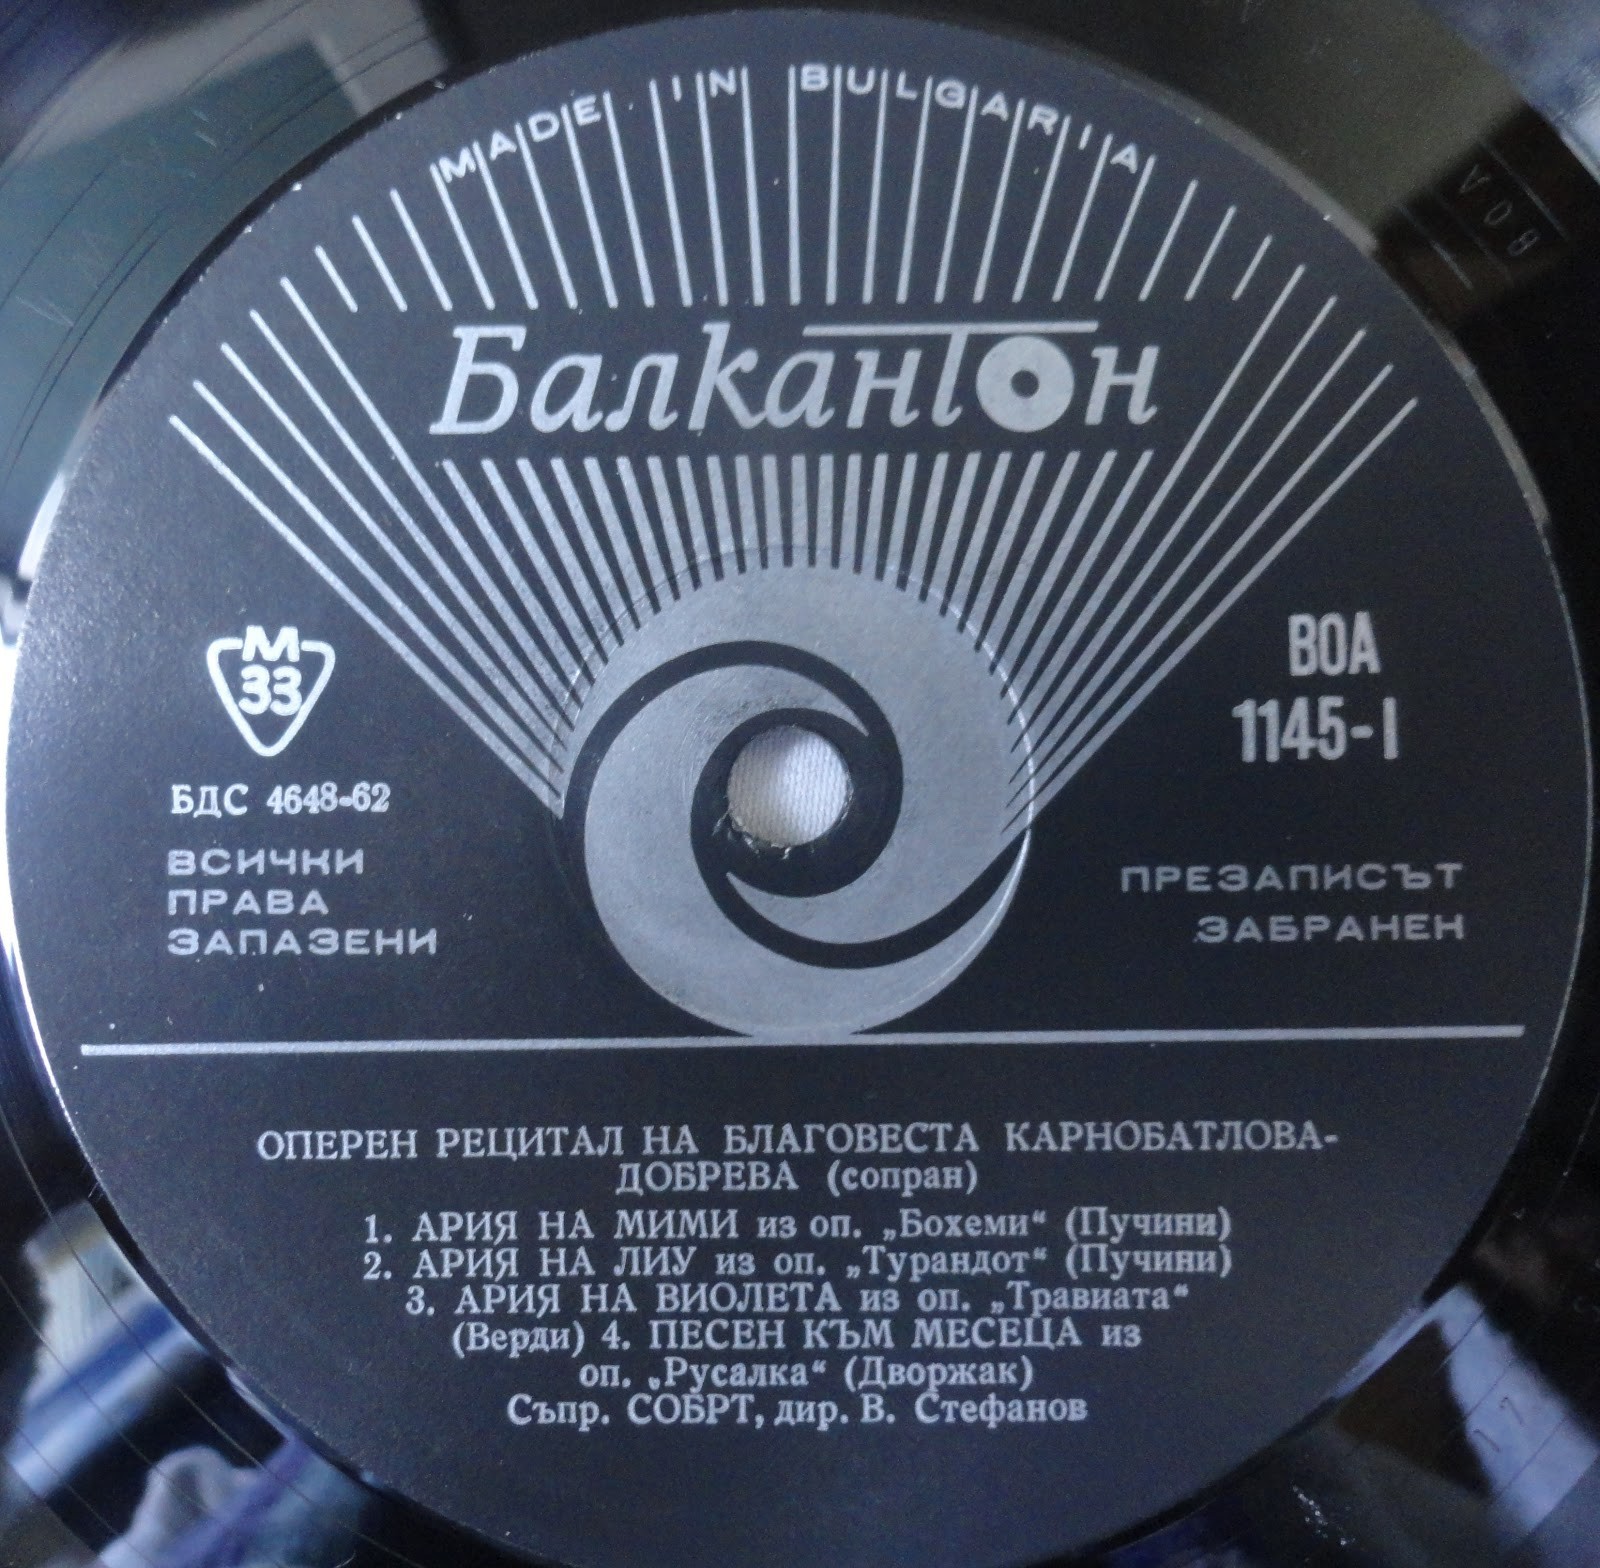 MADE IN BULGARIA
Балкантон
М
33
БДС 4648-62
ВСИЧКИ
ПРАВА
ЗАПАЗЕНИ
ВОА
1145-I
ПРЕЗАПИСЪТ
ЗАБРАНЕН
ОПЕРЕН РЕЦИТАЛ НА БЛАГОВЕСТА КАРНОБАТЛОВА-
ДОБРЕВА (сопран)
1. АРИЯ НА МИМИ из оп. „Бохеми“ (Пучини)
2. АРИЯ НА ЛИУ из оп. „Турандот“ (Пучини)
3. АРИЯ НА ВИОЛЕТА из оп. „Травиата“
(Верди) 4. ПЕСЕН КЪМ МЕСЕЦА из
оп. „Русалка“ (Дворжак)
Съпр. СОБРТ, дир. В. Стефанов
ВОА